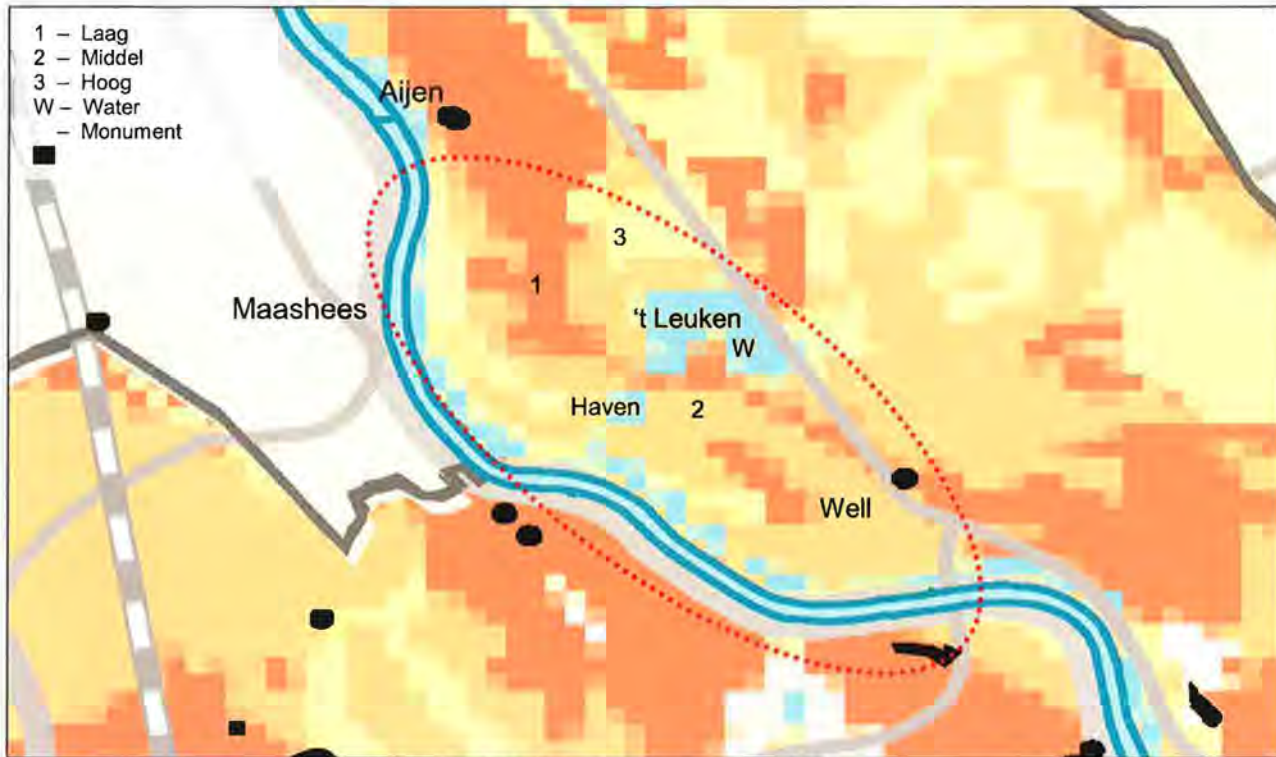 1 – Laag
2 – Middel
3 – Hoog
W – Water
– Monument
Aijen
3
1
Maashees
't Leuken
W
Haven
2
Well